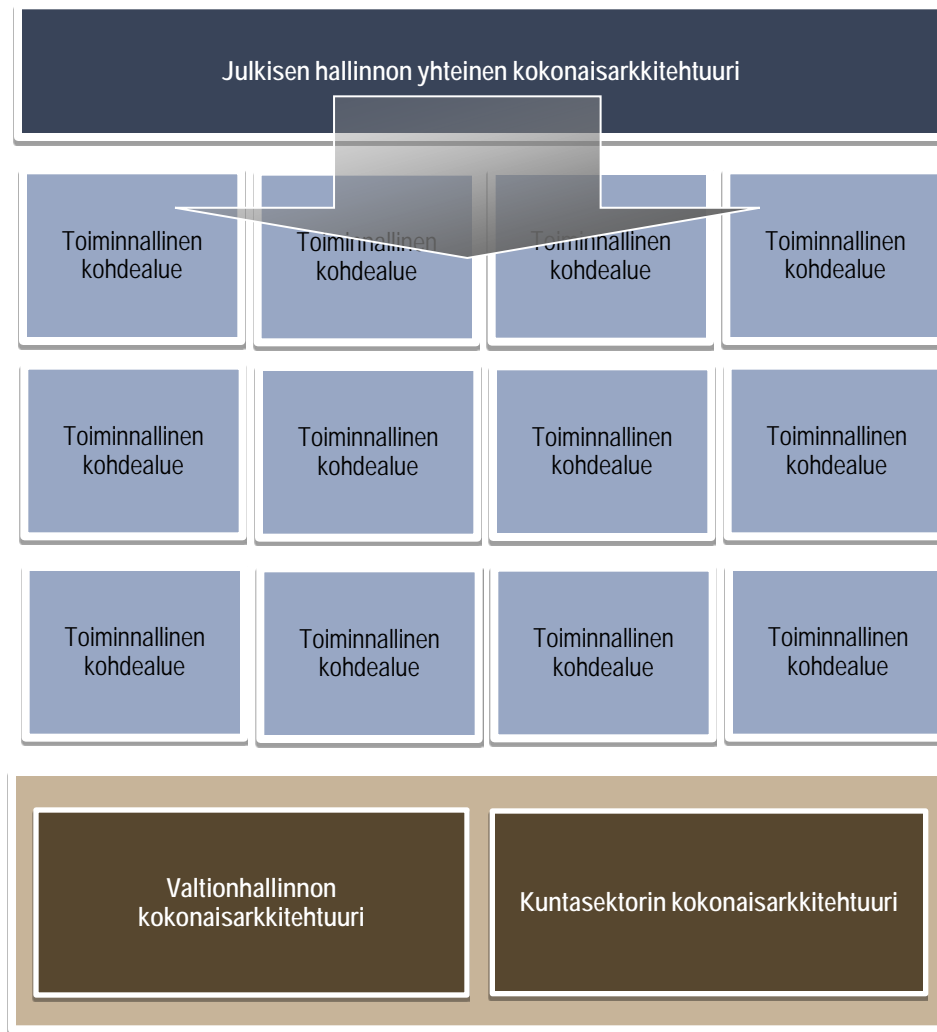 Julkisen hallinnon yhteinen kokonaisarkkitehtuuri
Toiminnallinen
kohdealue
Toiminnallinen
kohdealue
Toiminnallinen
kohdealue
Toiminnallinen
kohdealue
Toiminnallinen
kohdealue
Toiminnallinen
kohdealue
Toiminnallinen
kohdealue
Toiminnallinen
kohdealue
Toiminnallinen
kohdealue
Toiminnallinen
kohdealue
Toiminnallinen
kohdealue
Toiminnallinen
kohdealue
Valtionhallinnon
kokonaisarkkitehtuuri
Kuntasektorin kokonaisarkkitehtuuri